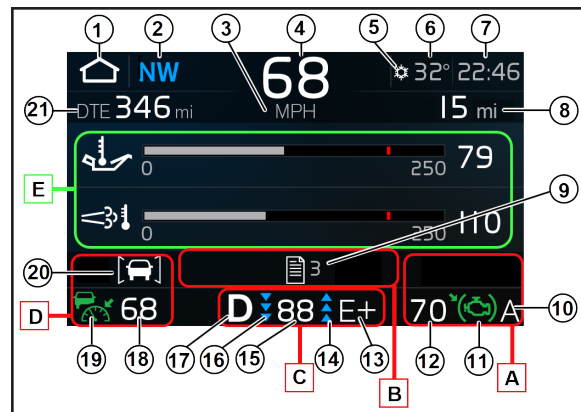 1 2 3 4 5 6 7
NW 68 32° 22:46
21 DTE 346 mi MPH 15 mi 8
0 250 79
E
0 250 110
9
20 3
D 68 D 88 E+ 70 A 10
19 18 17 16 15 14 13 12 11
C B A